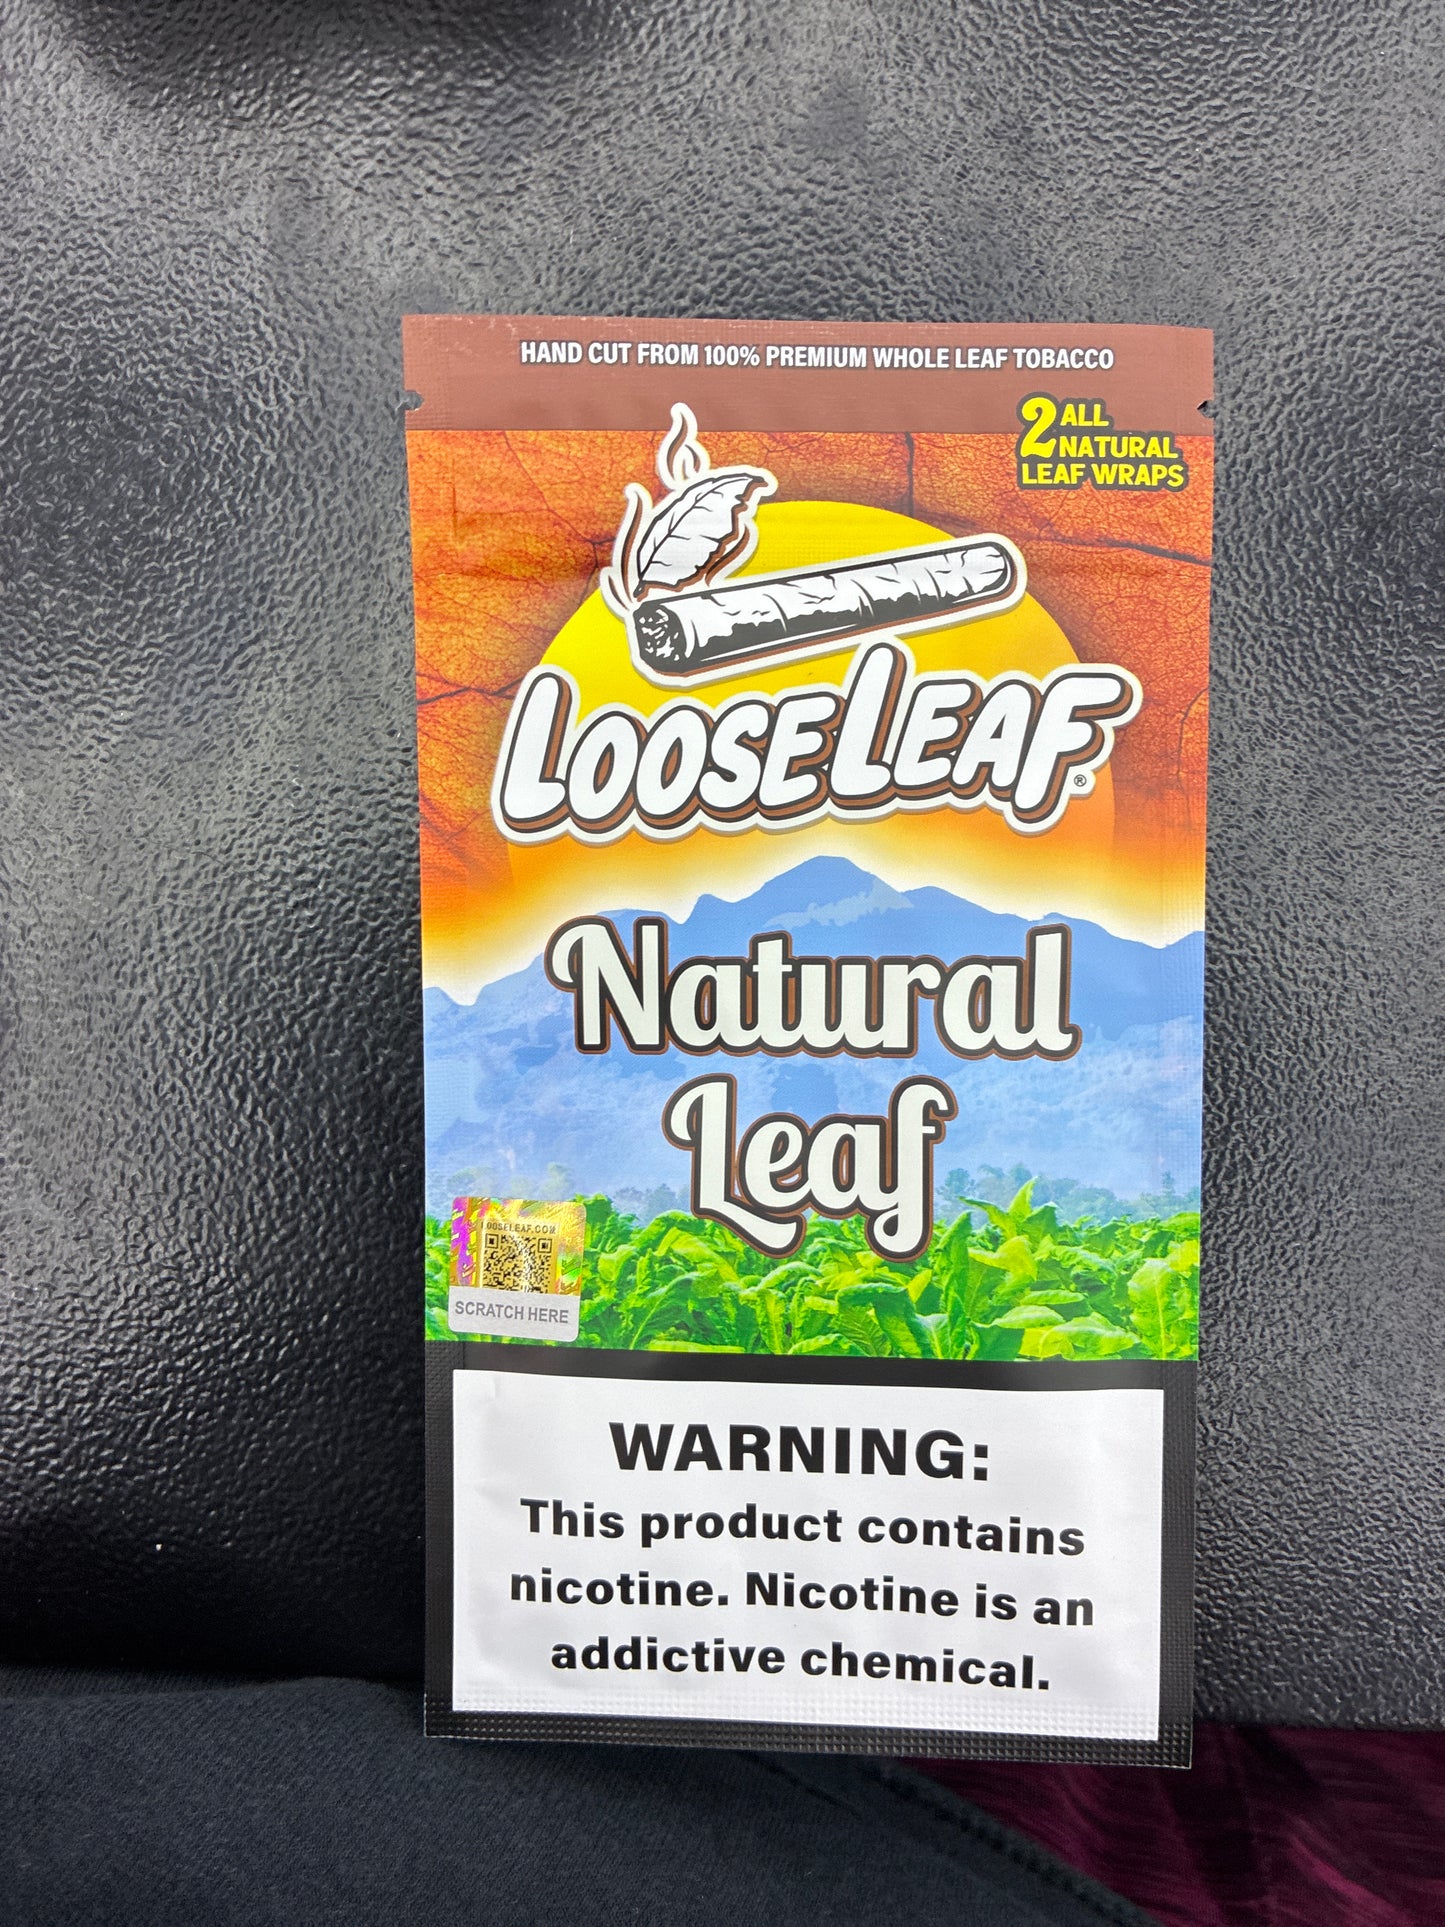 HAND CUT FROM 100% PREMIUM WHOLE LEAF TOBACCO
2 ALL
NATURAL
LEAF WRAPS
LOOSELEAF®
Natural
Leaf
LOOSELEAF.COM
SCRATCH HERE
WARNING:
This product contains
nicotine. Nicotine is an
addictive chemical.